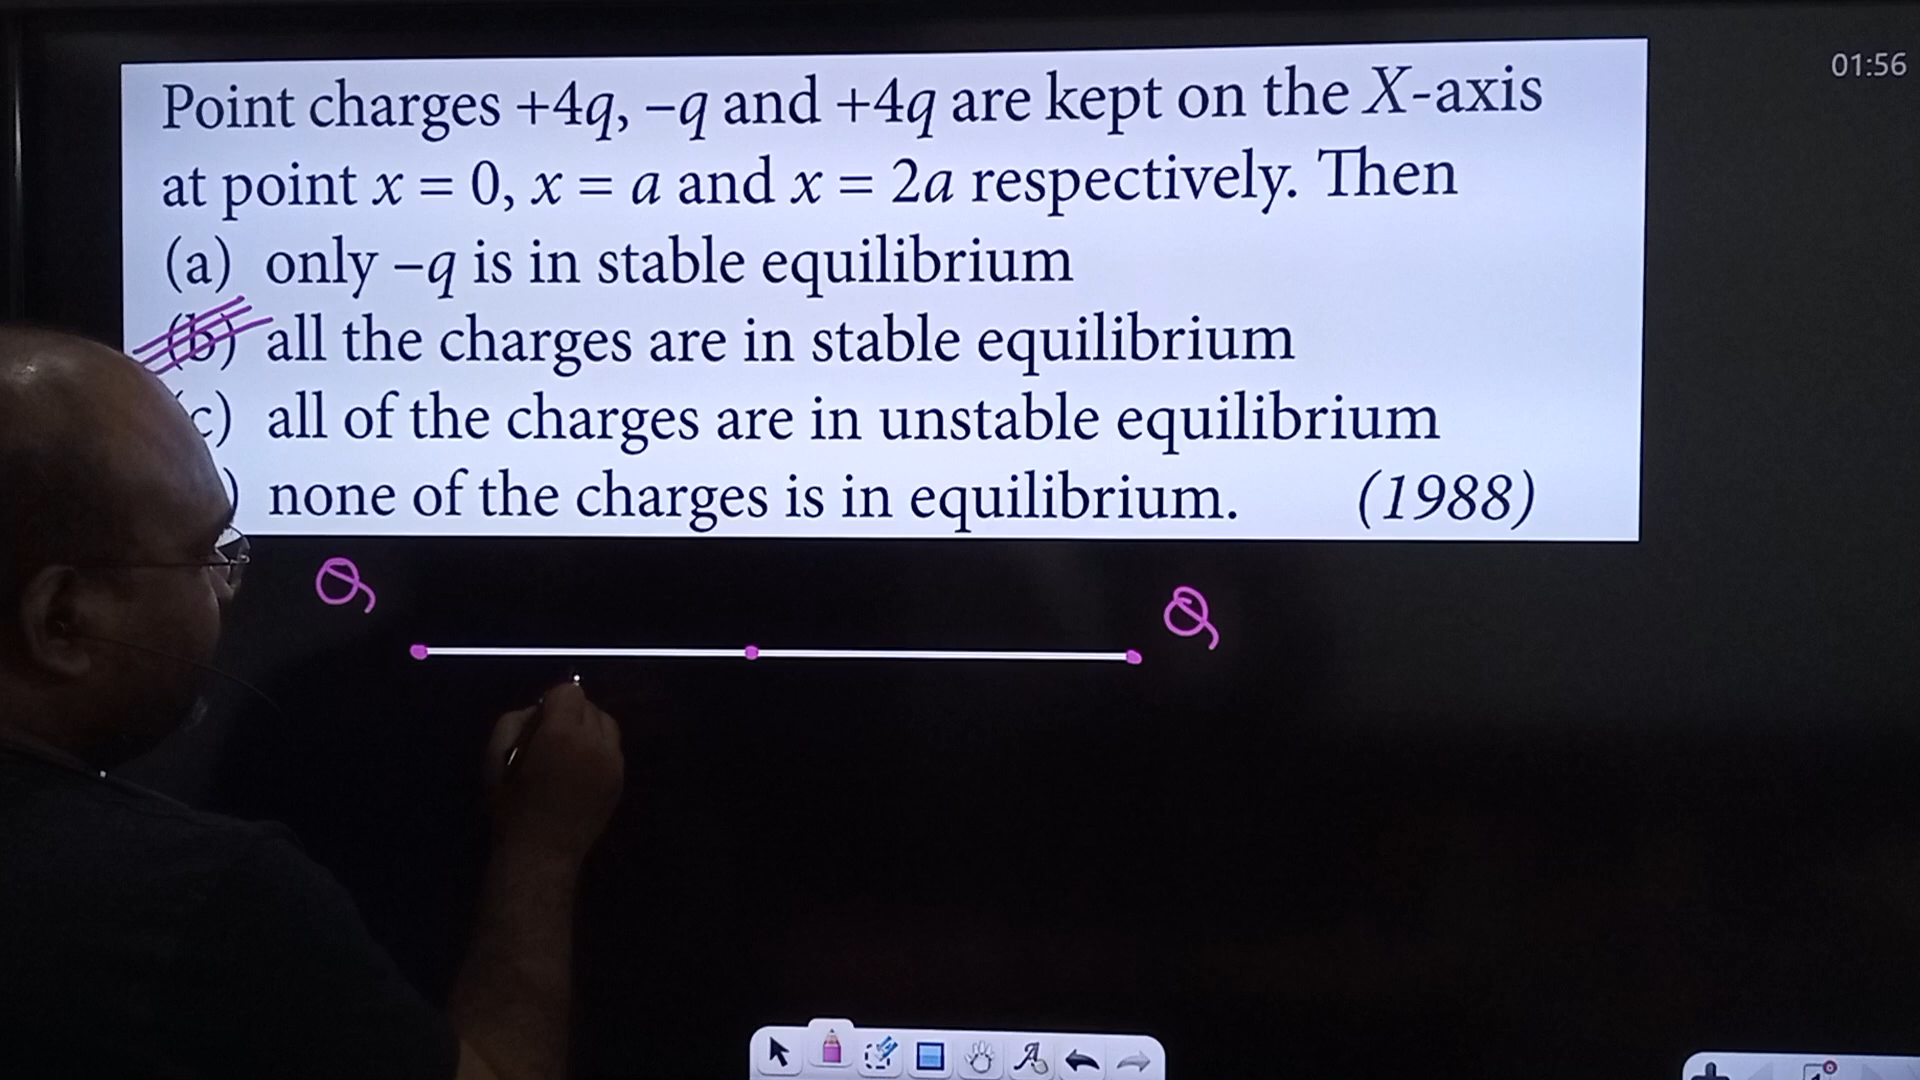 01:56
Point charges +4q, –q and +4q are kept on the X-axis
at point x = 0, x = a and x = 2a respectively. Then
(a) only –q is in stable equilibrium
(b) all the charges are in stable equilibrium
c) all of the charges are in unstable equilibrium
) none of the charges is in equilibrium. (1988)
Q Q